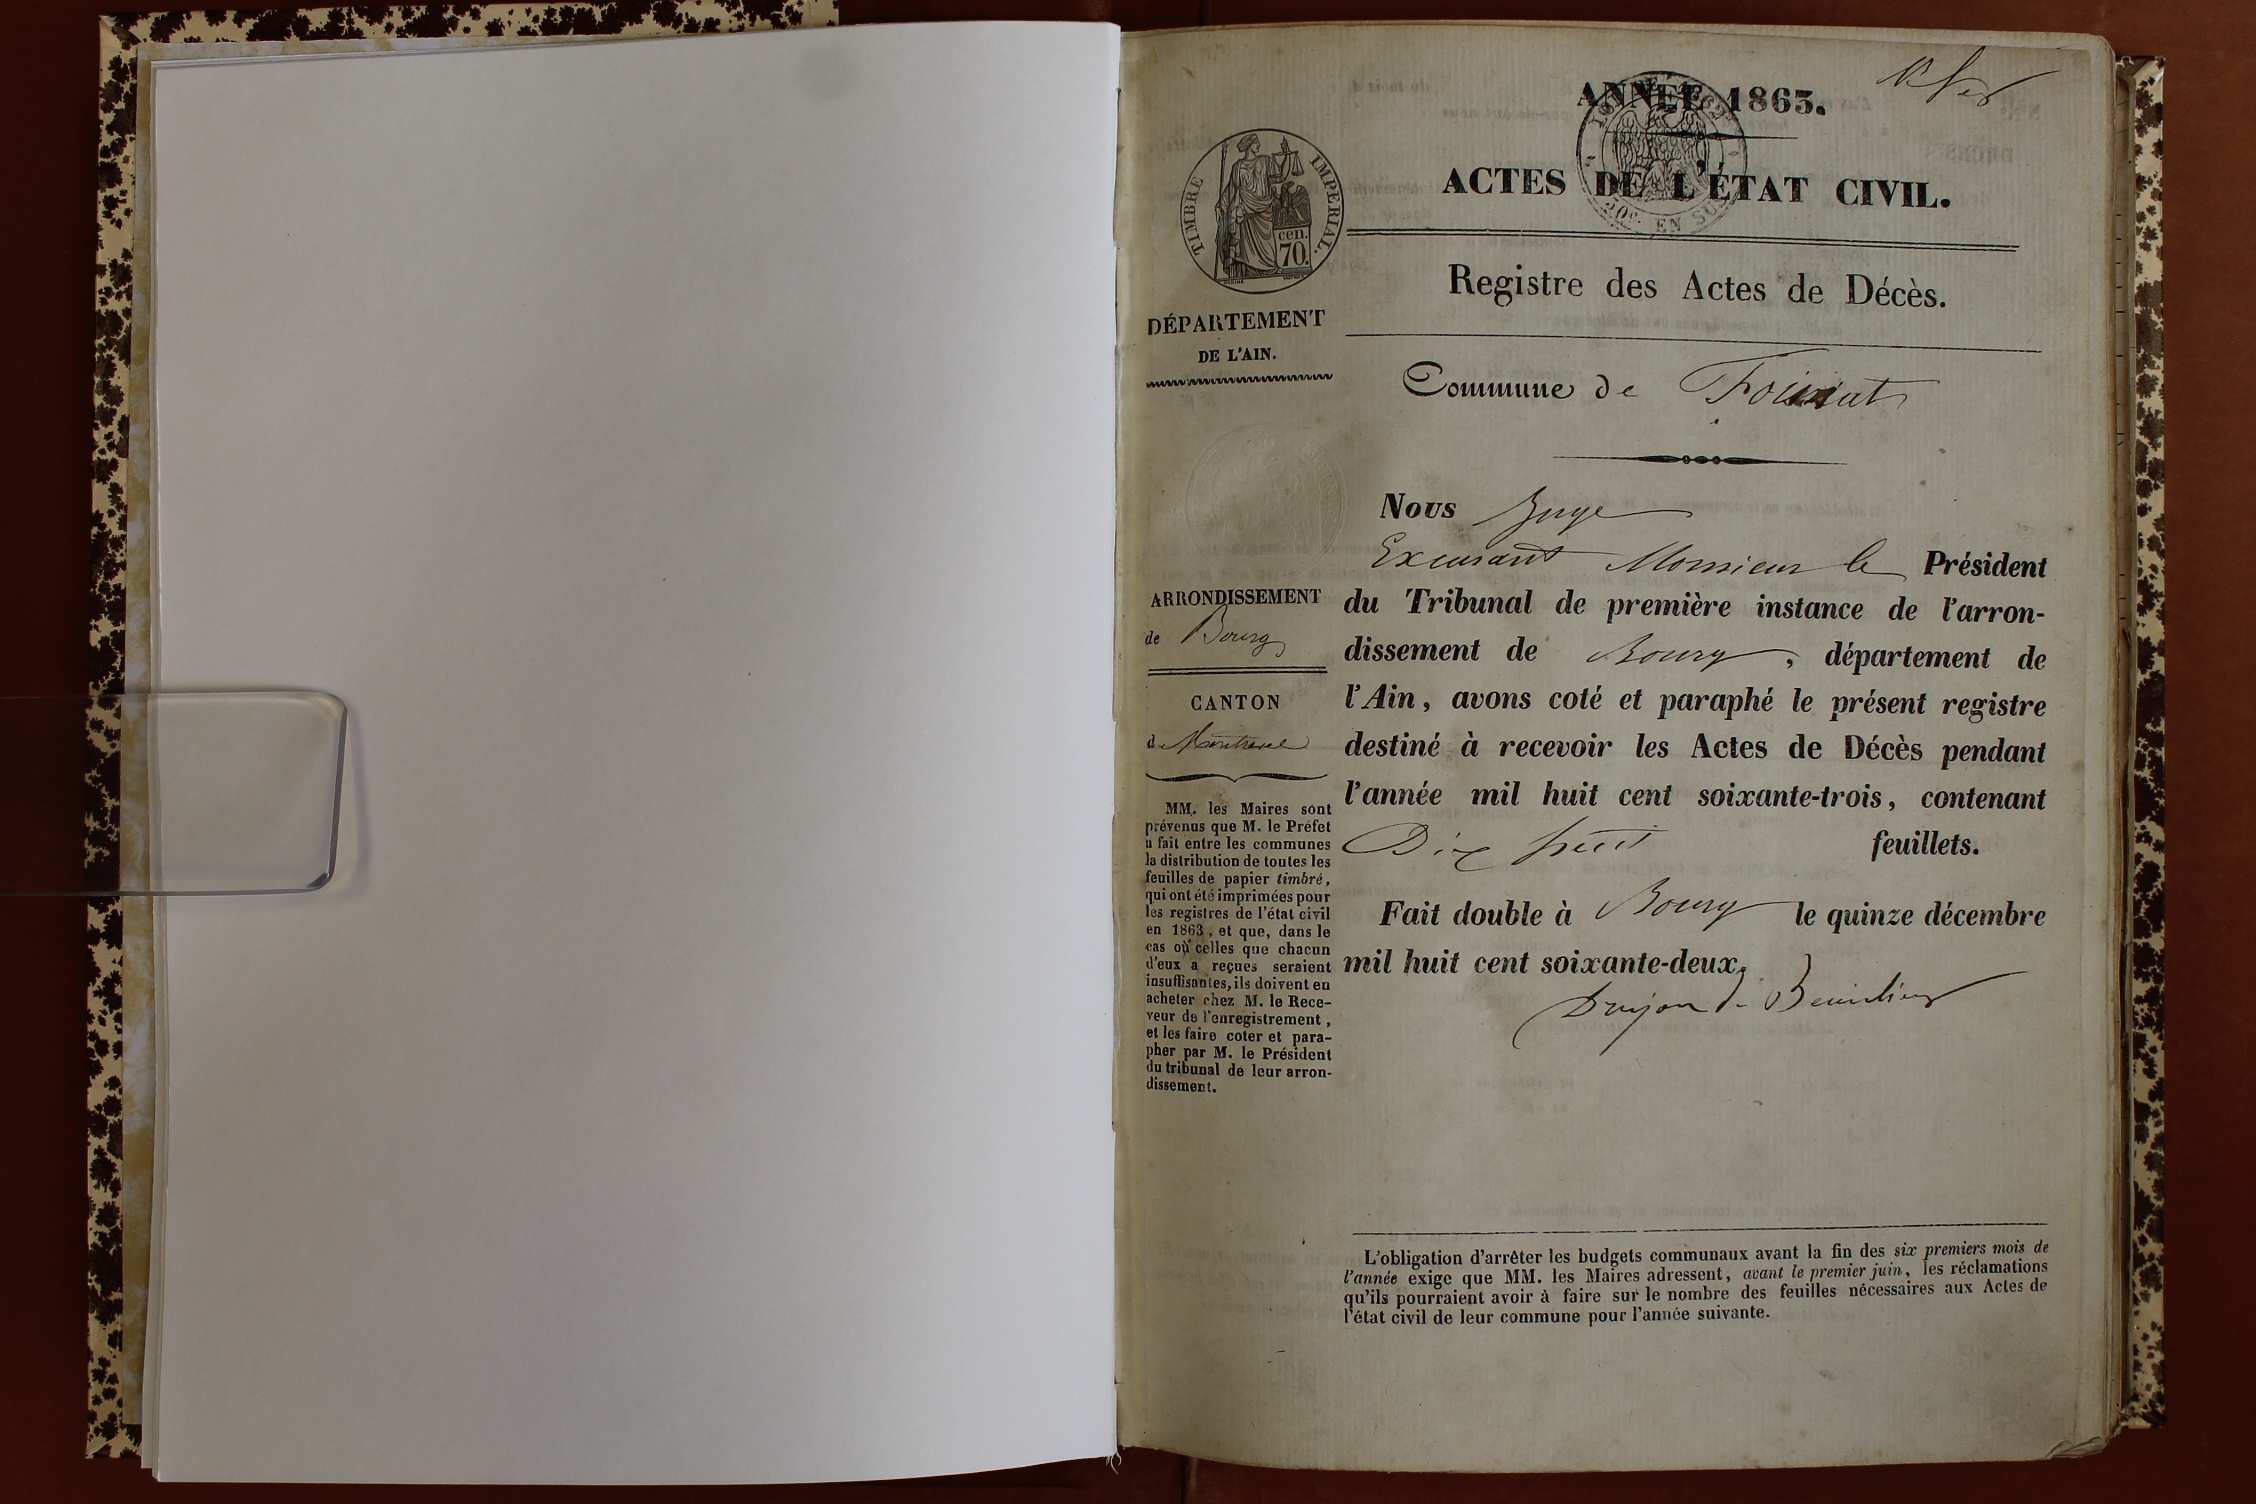 ANNÉE 1863.
TIMBRE IMPERIAL.
cen.
70.
50c. EN SUS
ACTES DE L'ÉTAT CIVIL.
Registre des Actes de Décès.
DÉPARTEMENT
DE L'AIN.
Commune de Foissiat
Nous Juge
Excusant Monsieur le Président
du Tribunal de première instance de l'arron-
dissement de Bourg, département de
l'Ain, avons coté et paraphé le présent registre
destiné à recevoir les Actes de Décès pendant
l'année mil huit cent soixante-trois, contenant
Dix huit feuillets.
Fait double à Bourg le quinze décembre
mil huit cent soixante-deux.
Drujon de Beaulieu
ARRONDISSEMENT
de Bourg
CANTON
de Montrevel
MM. les Maires sont
prévenus que M. le Préfet
a fait entre les communes
la distribution de toutes les
feuilles de papier timbré,
qui ont été imprimées pour
les registres de l'état civil
en 1863, et que, dans le
cas où celles que chacun
d'eux a reçues seraient
insuffisantes, ils doivent en
acheter chez M. le Rece-
veur de l'enregistrement,
et les faire coter et para-
pher par M. le Président
du tribunal de leur arron-
dissement.
L'obligation d'arrêter les budgets communaux avant la fin des six premiers mois de
l'année exige que MM. les Maires adressent, avant le premier juin, les réclamations
qu'ils pourraient avoir à faire sur le nombre des feuilles nécessaires aux Actes de
l'état civil de leur commune pour l'année suivante.